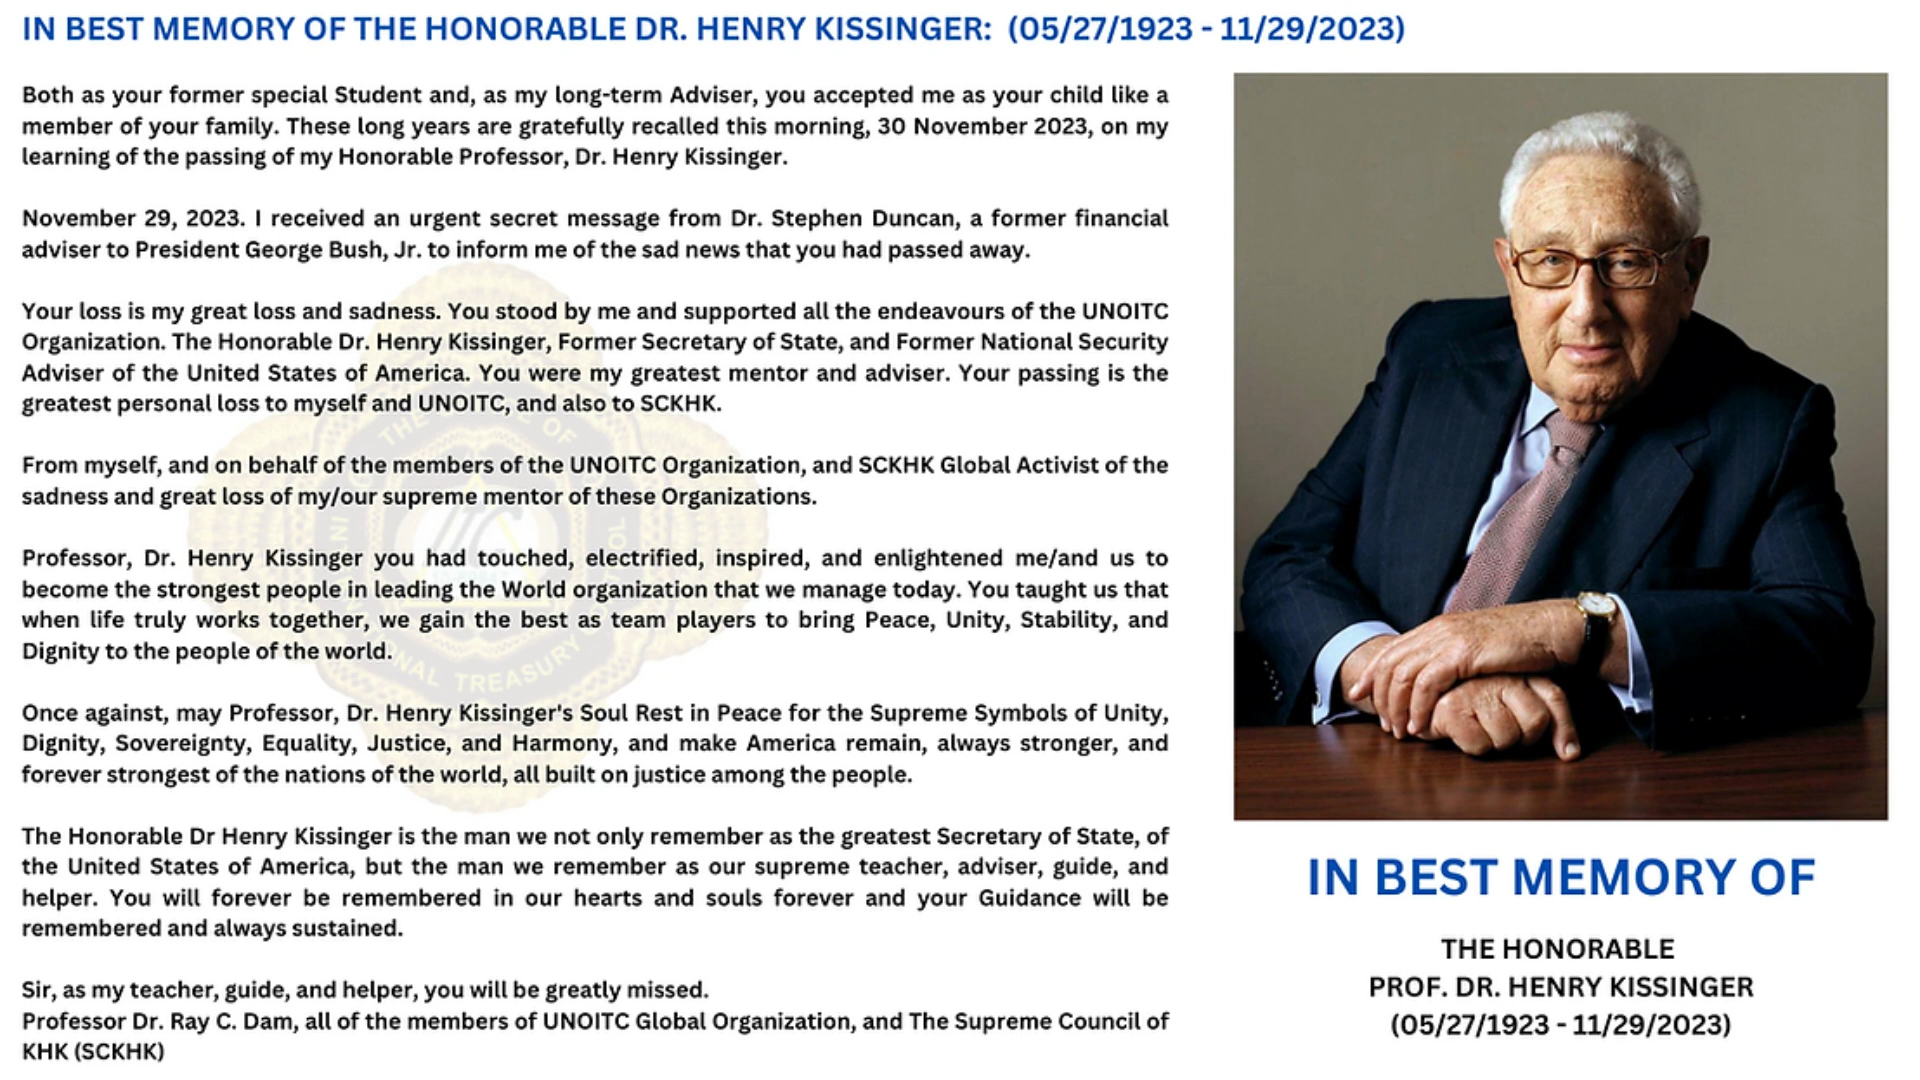 IN BEST MEMORY OF THE HONORABLE DR. HENRY KISSINGER: (05/27/1923 - 11/29/2023)
Both as your former special Student and, as my long-term Adviser, you accepted me as your child like a
member of your family. These long years are gratefully recalled this morning, 30 November 2023, on my
learning of the passing of my Honorable Professor, Dr. Henry Kissinger.
November 29, 2023. I received an urgent secret message from Dr. Stephen Duncan, a former financial
adviser to President George Bush, Jr. to inform me of the sad news that you had passed away.
Your loss is my great loss and sadness. You stood by me and supported all the endeavours of the UNOITC
Organization. The Honorable Dr. Henry Kissinger, Former Secretary of State, and Former National Security
Adviser of the United States of America. You were my greatest mentor and adviser. Your passing is the
greatest personal loss to myself and UNOITC, and also to SCKHK.
From myself, and on behalf of the members of the UNOITC Organization, and SCKHK Global Activist of the
sadness and great loss of my/our supreme mentor of these Organizations.
Professor, Dr. Henry Kissinger you had touched, electrified, inspired, and enlightened me/and us to
become the strongest people in leading the World organization that we manage today. You taught us that
when life truly works together, we gain the best as team players to bring Peace, Unity, Stability, and
Dignity to the people of the world.
Once against, may Professor, Dr. Henry Kissinger's Soul Rest in Peace for the Supreme Symbols of Unity,
Dignity, Sovereignty, Equality, Justice, and Harmony, and make America remain, always stronger, and
forever strongest of the nations of the world, all built on justice among the people.
The Honorable Dr Henry Kissinger is the man we not only remember as the greatest Secretary of State, of
the United States of America, but the man we remember as our supreme teacher, adviser, guide, and
helper. You will forever be remembered in our hearts and souls forever and your Guidance will be
remembered and always sustained.
Sir, as my teacher, guide, and helper, you will be greatly missed.
Professor Dr. Ray C. Dam, all of the members of UNOITC Global Organization, and The Supreme Council of
KHK (SCKHK)
IN BEST MEMORY OF
THE HONORABLE
PROF. DR. HENRY KISSINGER
(05/27/1923 - 11/29/2023)